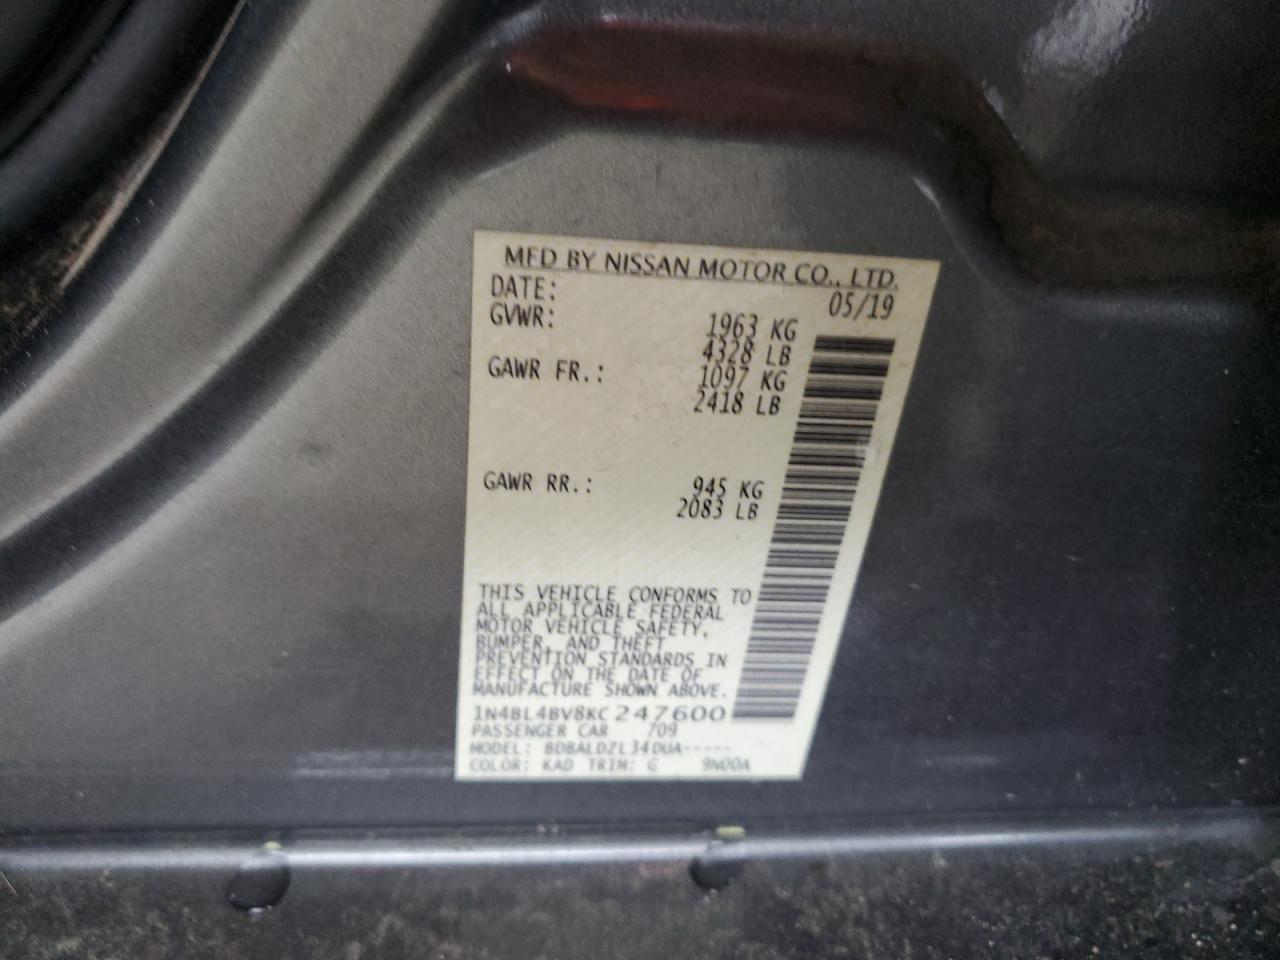 MFD BY NISSAN MOTOR CO., LTD.
DATE: 05/19
GVWR: 1963 KG
4328 LB
GAWR FR.: 1097 KG
2418 LB
GAWR RR.: 945 KG
2083 LB
THIS VEHICLE CONFORMS TO
ALL APPLICABLE FEDERAL
MOTOR VEHICLE SAFETY,
BUMPER, AND THEFT
PREVENTION STANDARDS IN
EFFECT ON THE DATE OF
MANUFACTURE SHOWN ABOVE.
1N4BL4BV8KC247600
PASSENGER CAR 709
MODEL: BDBALDZL34DUA-----
COLOR: KAD TRIM: G 9N00A